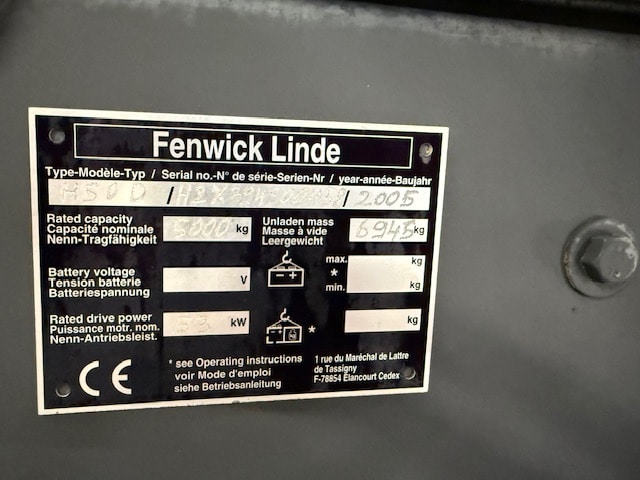 Fenwick Linde
Type-Modèle-Typ / Serial no.-N° de série-Serien-Nr / year-année-Baujahr
H50D / / 2005
Rated capacity
Capacité nominale
Nenn-Tragfähigkeit
5000 kg
Unladen mass
Masse à vide
Leergewicht
6945 kg
Battery voltage
Tension batterie
Batteriespannung
V
max. kg
*
min. kg
Rated drive power
Puissance motr. nom.
Nenn-Antriebsleist.
53 kW
* kg
CE
* see Operating instructions
voir Mode d'emploi
siehe Betriebsanleitung
1 rue du Maréchal de Lattre
de Tassigny
F-78854 Elancourt Cedex